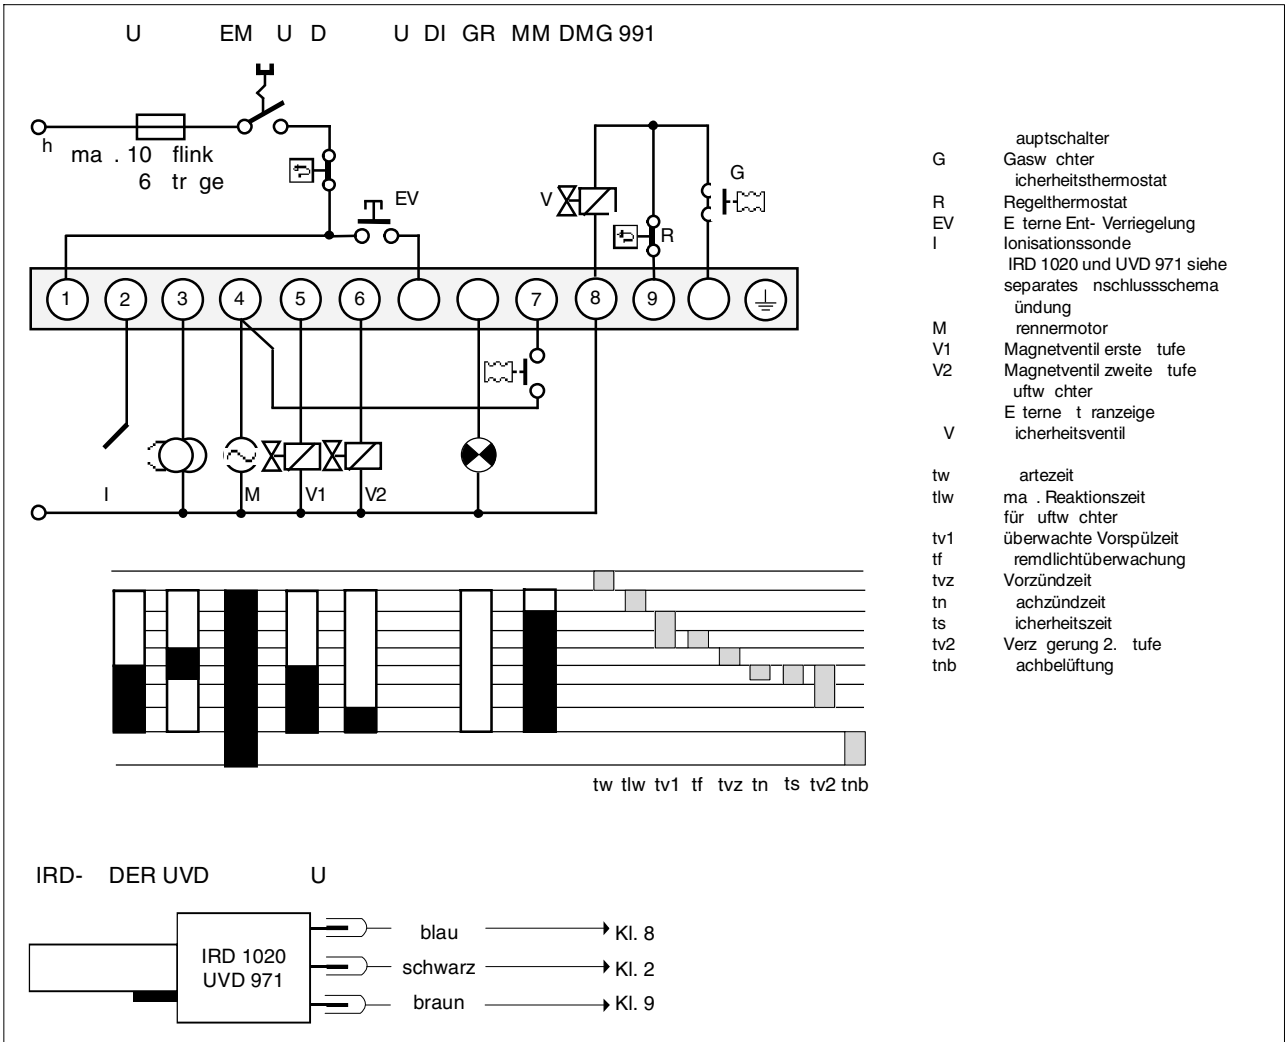 U EM U D U DI GR MM DMG 991
h ma . 10 flink
6 tr ge
EV
V
R
G
1 2 3 4 5 6 7 8 9
I M V1 V2
auptschalter
G Gasw chter
icherheitsthermostat
R Regelthermostat
EV E terne Ent- Verriegelung
I Ionisationssonde
IRD 1020 und UVD 971 siehe
separates nschlussschema
ündung
M rennermotor
V1 Magnetventil erste tufe
V2 Magnetventil zweite tufe
uftw chter
E terne t ranzeige
V icherheitsventil
tw artezeit
tlw ma . Reaktionszeit
für uftw chter
tv1 überwachte Vorspülzeit
tf remdlichtüberwachung
tvz Vorzündzeit
tn achzündzeit
ts icherheitszeit
tv2 Verz gerung 2. tufe
tnb achbelüftung
tw tlw tv1 tf tvz tn ts tv2 tnb
IRD- DER UVD U
IRD 1020
UVD 971
blau Kl. 8
schwarz Kl. 2
braun Kl. 9